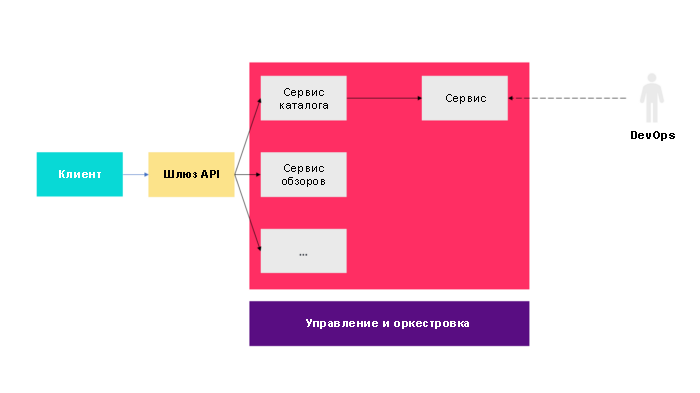 Сервис
каталога
Сервис
DevOps
Клиент
Шлюз API
Сервис
обзоров
...
Управление и оркестровка